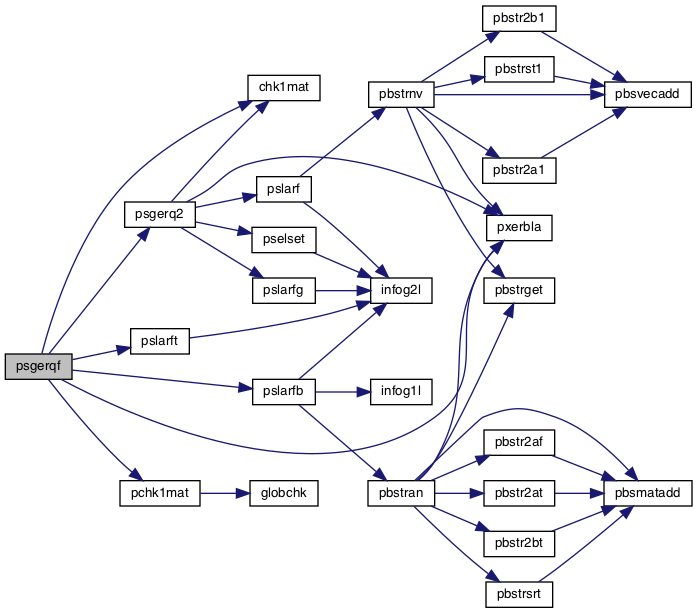 pbstr2b1
pbstrst1
chk1mat
pbstrnv
pbsvecadd
pbstr2a1
pslarf
psgerq2
pselset
pxerbla
pslarfg
infog2l
pbstrget
pslarft
psgerqf
pslarfb
infog1l
pbstr2af
pchk1mat
globchk
pbstran
pbstr2at
pbsmatadd
pbstr2bt
pbstrsrt